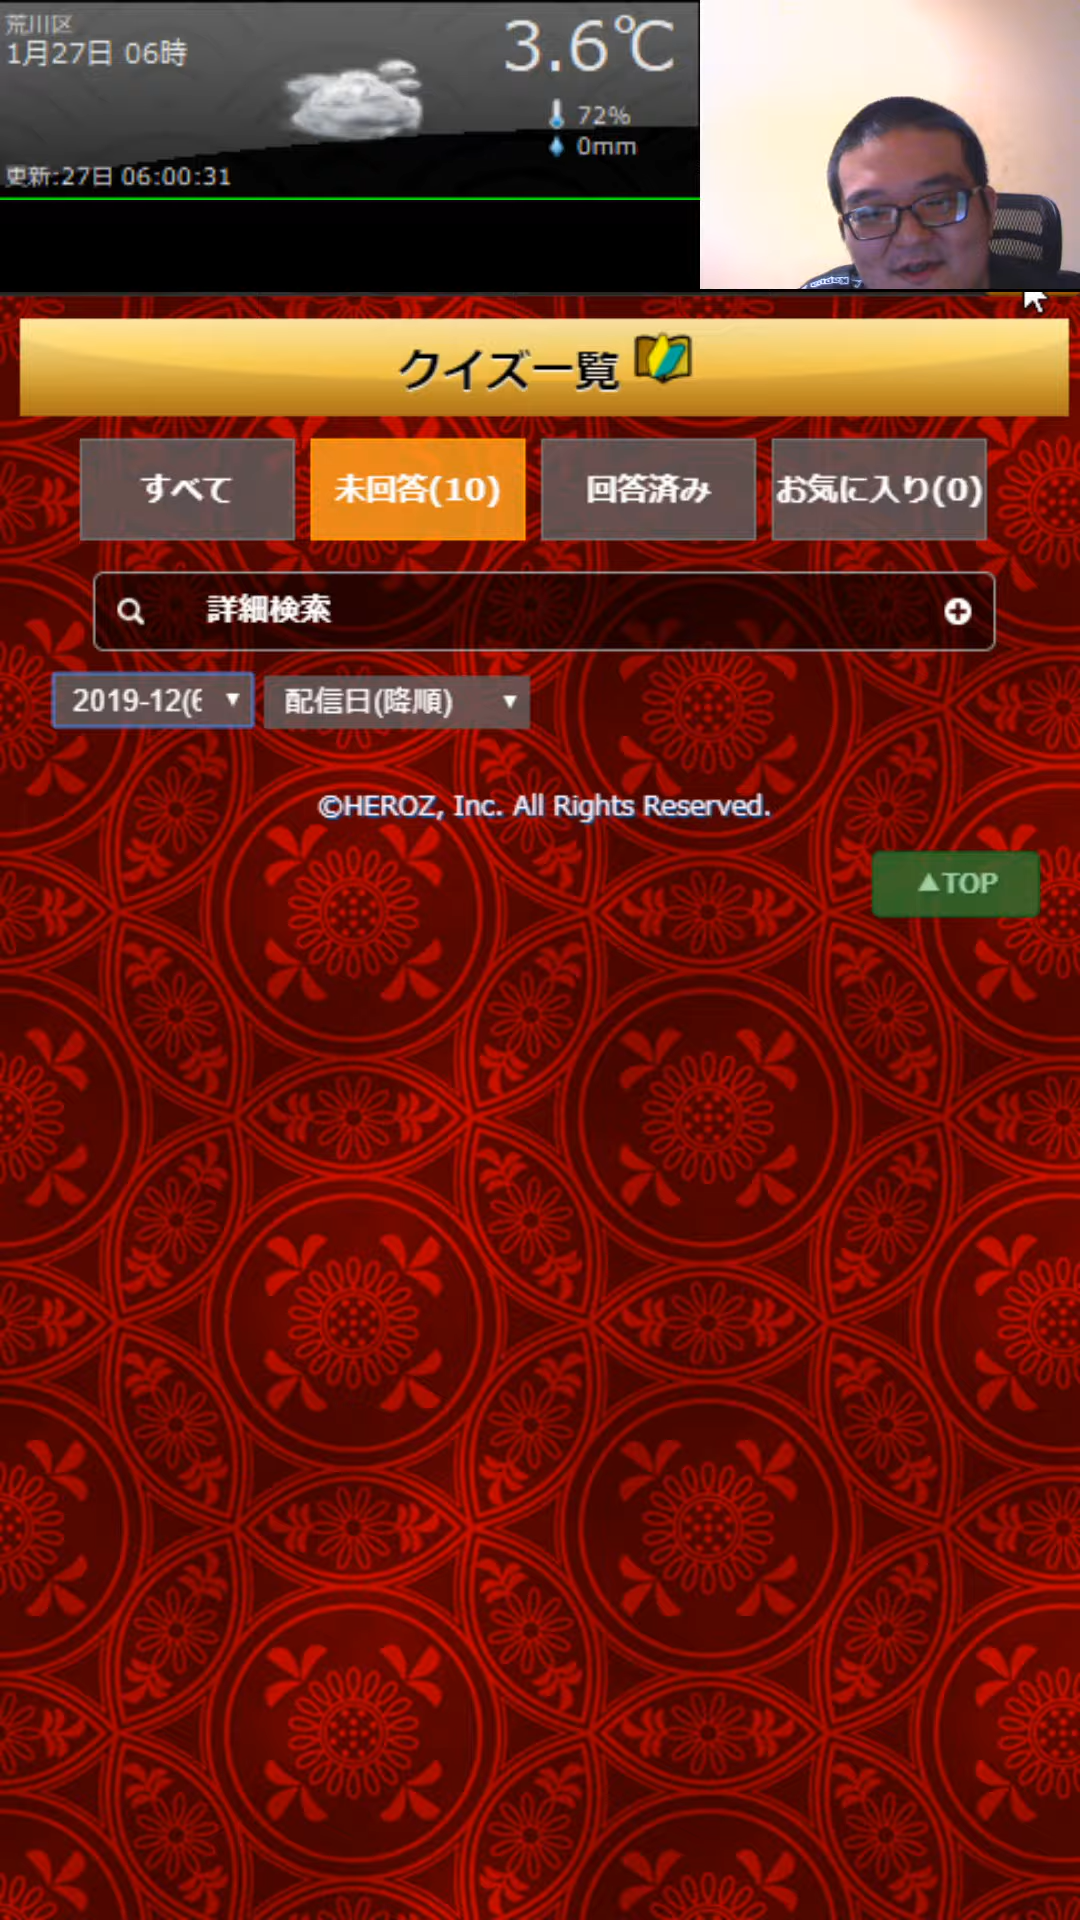 荒川区
1月27日 06時
3.6℃
72%
0mm
更新:27日 06:00:31
クイズ一覧
すべて
未回答(10)
回答済み
お気に入り(0)
詳細検索
2019-12(6
配信日(降順)
©HEROZ, Inc. All Rights Reserved.
▲TOP